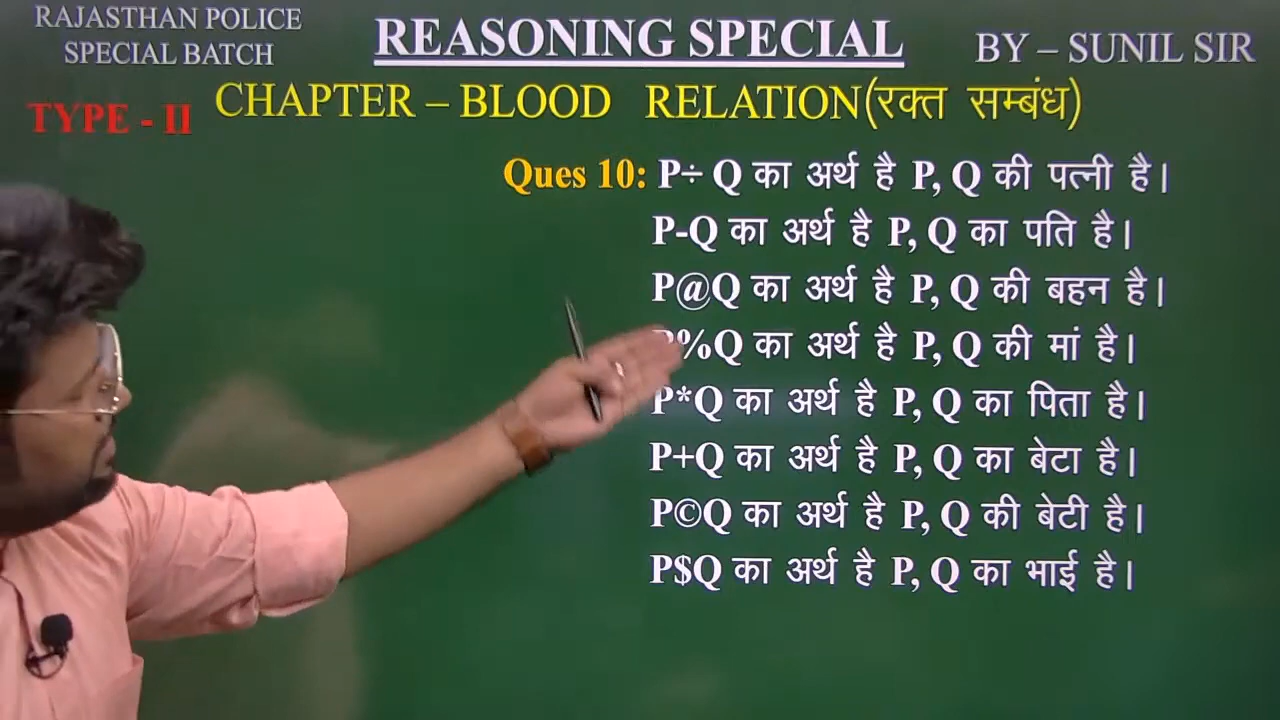 RAJASTHAN POLICE
SPECIAL BATCH
REASONING SPECIAL
BY – SUNIL SIR
TYPE - II
CHAPTER – BLOOD RELATION(रक्त सम्बंध)
Ques 10: P÷ Q का अर्थ है P, Q की पत्नी है।
P-Q का अर्थ है P, Q का पति है।
P@Q का अर्थ है P, Q की बहन है।
P%Q का अर्थ है P, Q की मां है।
P*Q का अर्थ है P, Q का पिता है।
P+Q का अर्थ है P, Q का बेटा है।
P©Q का अर्थ है P, Q की बेटी है।
P$Q का अर्थ है P, Q का भाई है।